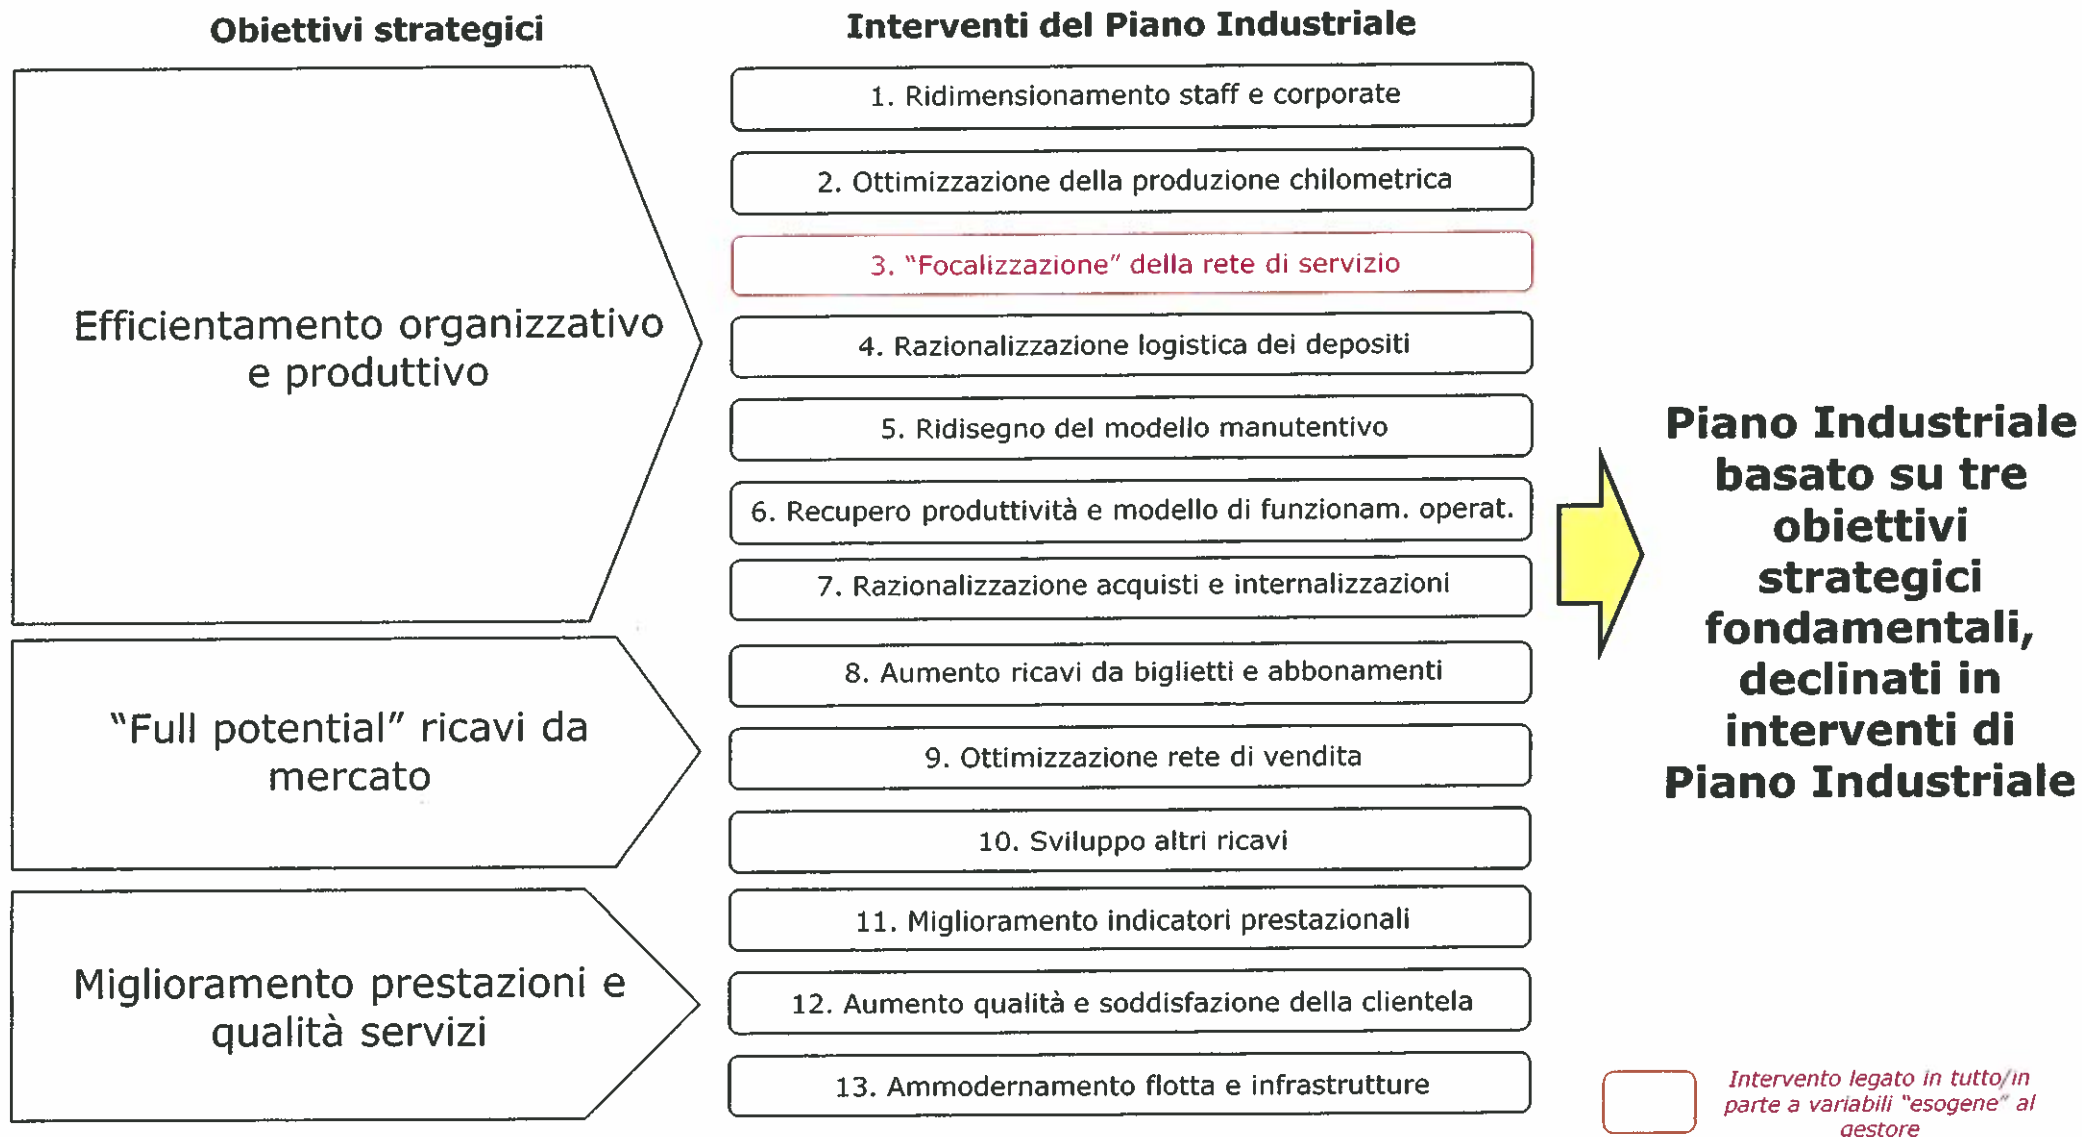 Obiettivi strategici
Interventi del Piano Industriale
Efficientamento organizzativo
e produttivo
1. Ridimensionamento staff e corporate
2. Ottimizzazione della produzione chilometrica
3. "Focalizzazione" della rete di servizio
4. Razionalizzazione logistica dei depositi
5. Ridisegno del modello manutentivo
6. Recupero produttività e modello di funzionam. operat.
7. Razionalizzazione acquisti e internalizzazioni
"Full potential" ricavi da
mercato
8. Aumento ricavi da biglietti e abbonamenti
9. Ottimizzazione rete di vendita
10. Sviluppo altri ricavi
Miglioramento prestazioni e
qualità servizi
11. Miglioramento indicatori prestazionali
12. Aumento qualità e soddisfazione della clientela
13. Ammodernamento flotta e infrastrutture
Piano Industriale
basato su tre
obiettivi
strategici
fondamentali,
declinati in
interventi di
Piano Industriale
Intervento legato in tutto/in
parte a variabili "esogene" al
gestore